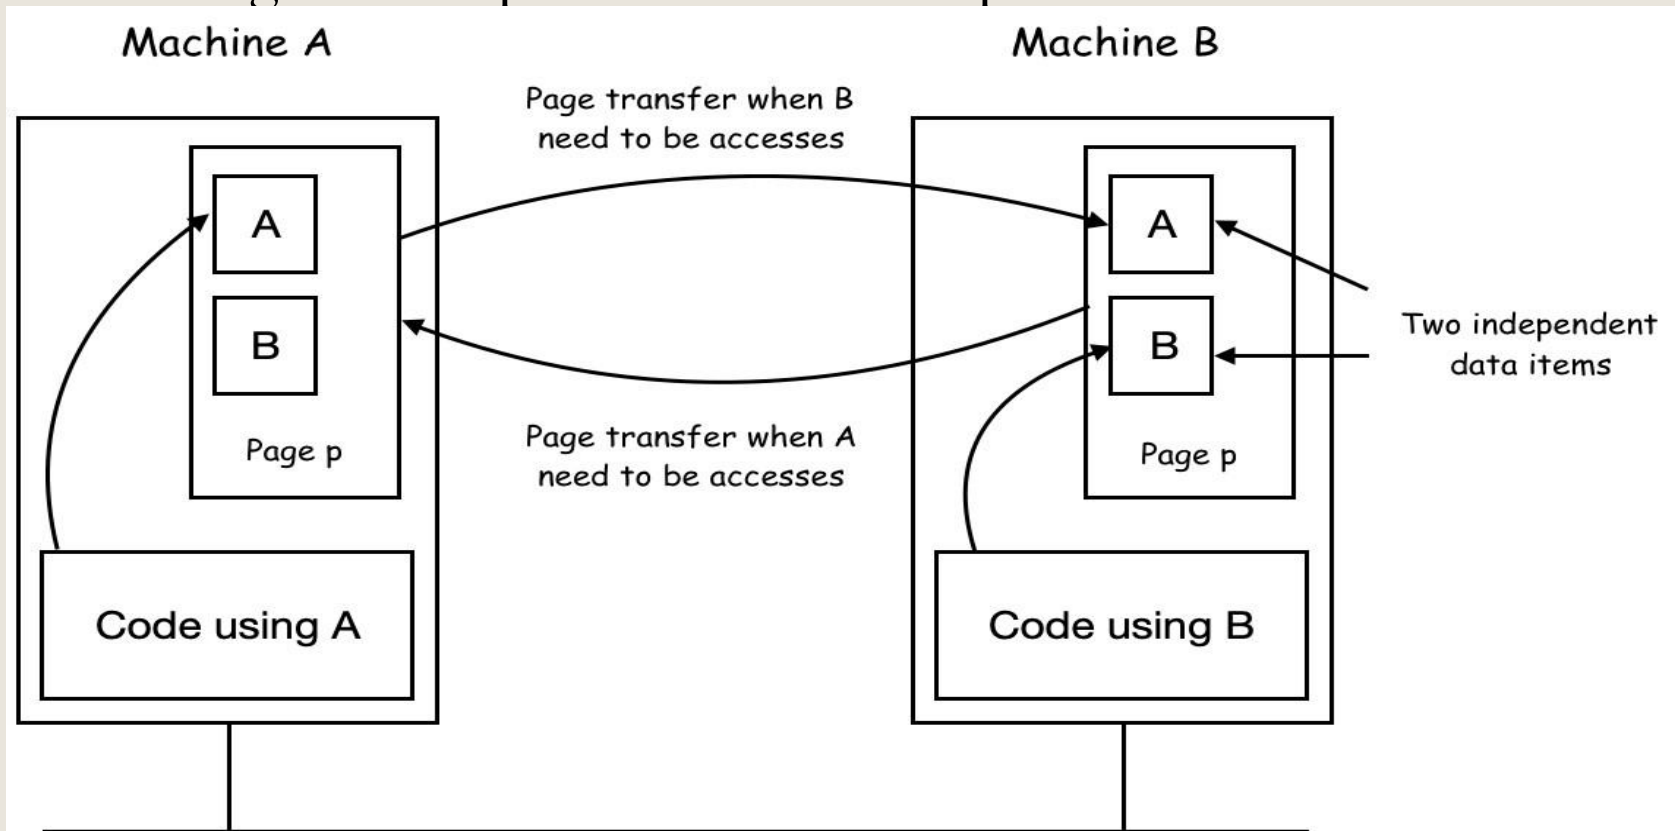 Machine A
Machine B
Page transfer when B
need to be accesses
A
B
Page p
A
B
Page p
Two independent
data items
Page transfer when A
need to be accesses
Code using A
Code using B